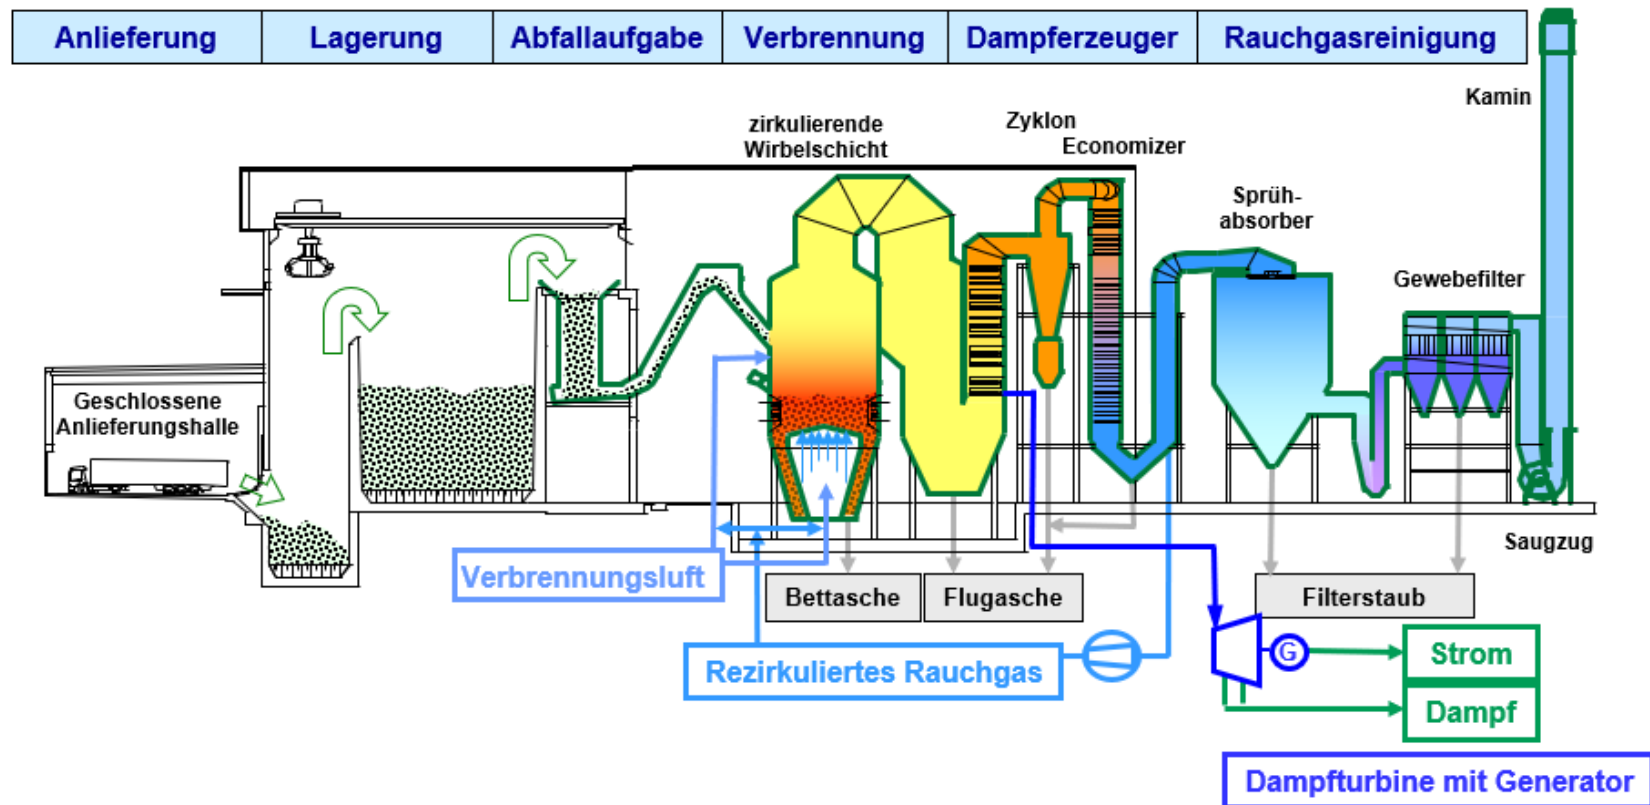 Anlieferung
Lagerung
Abfallaufgabe
Verbrennung
Dampferzeuger
Rauchgasreinigung
Kamin
zirkulierende
Wirbelschicht
Zyklon
Economizer
Sprüh-
absorber
Gewebefilter
Geschlossene
Anlieferungshalle
Saugzug
Verbrennungsluft
Bettasche
Flugasche
Filterstaub
Rezirkuliertes Rauchgas
G
Strom
Dampf
Dampfturbine mit Generator